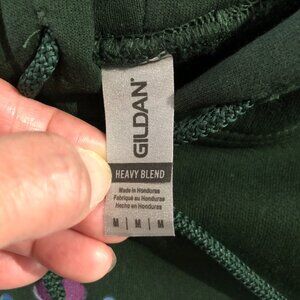 GILDAN
HEAVY BLEND
Made in Honduras
Fabriqué au Honduras
Hecho en Honduras
M M M